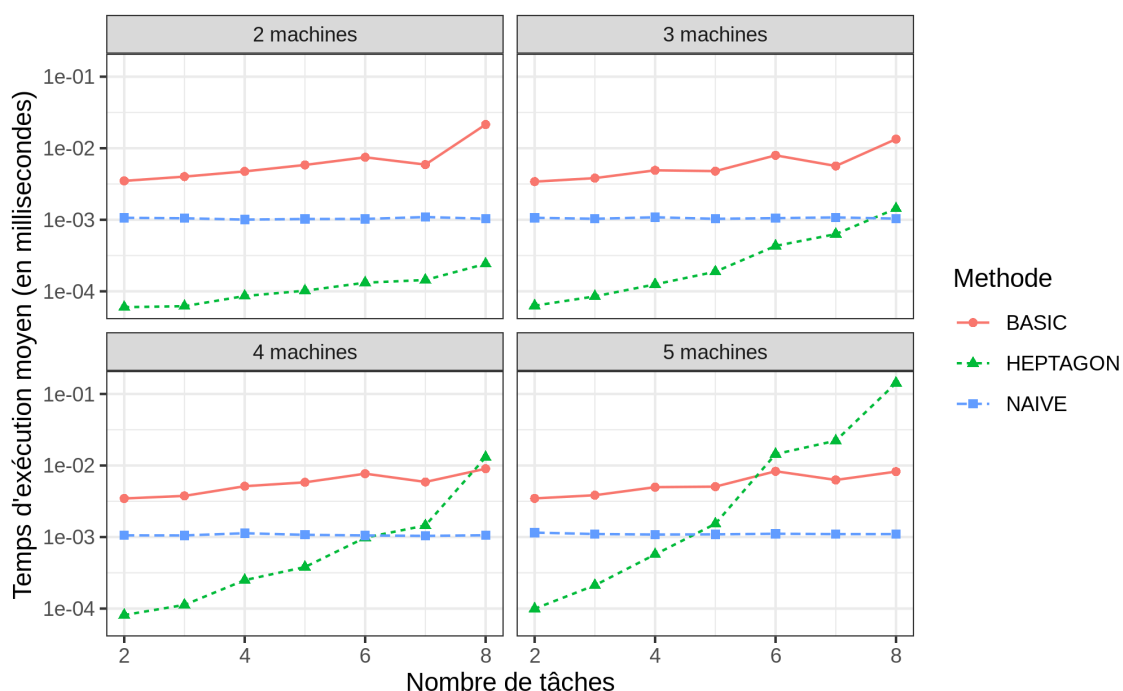 2 machines
3 machines
1e-01
1e-02
1e-03
1e-04
4 machines
5 machines
1e-01
1e-02
1e-03
1e-04
2
4
6
8
2
4
6
8
Nombre de tâches
Temps d'exécution moyen (en millisecondes)
Methode
BASIC
HEPTAGON
NAIVE